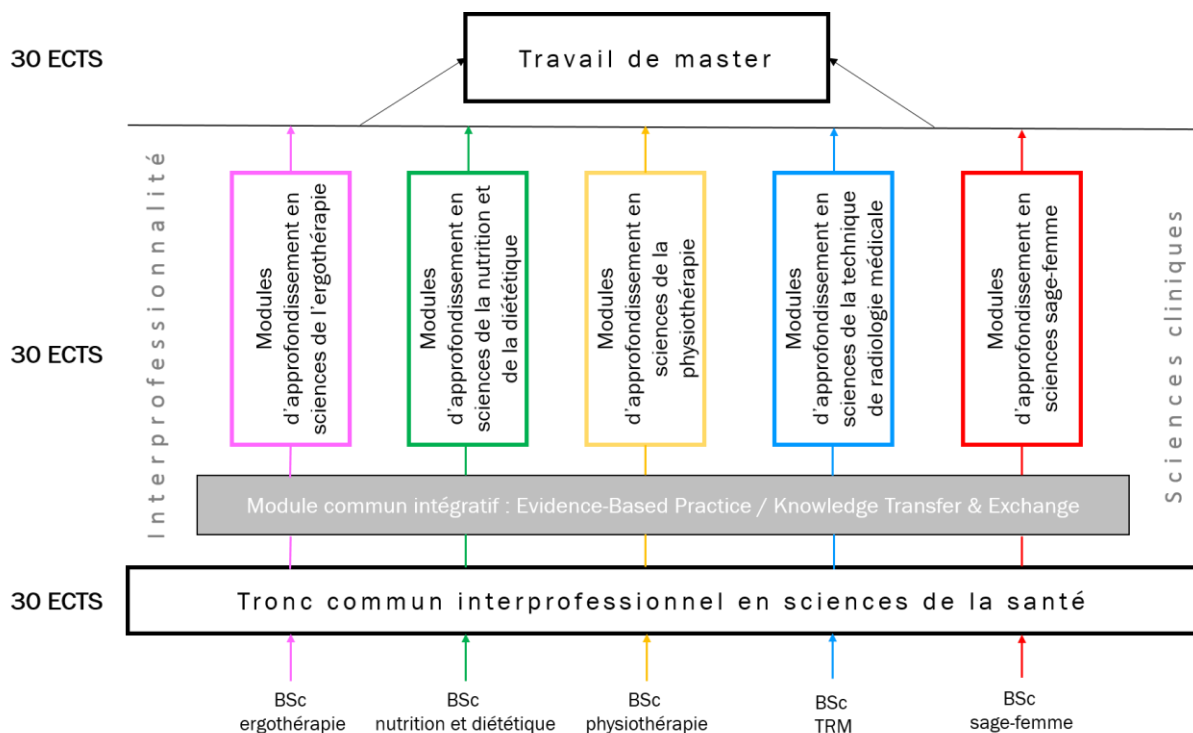 30 ECTS
Travail de master
Interprofessionnalité
30 ECTS
Modules
d’approfondissement en
sciences de l’ergothérapie
Modules
d’approfondissement en
sciences de la nutrition et
de la diététique
Modules
d’approfondissement en
sciences de la
physiothérapie
Modules
d’approfondissement en
sciences de la technique
de radiologie médicale
Modules
d’approfondissement en
sciences sage-femme
Sciences cliniques
Module commun intégratif : Evidence-Based Practice / Knowledge Transfer & Exchange
30 ECTS
Tronc commun interprofessionnel en sciences de la santé
BSc
ergothérapie
BSc
nutrition et diététique
BSc
physiothérapie
BSc
TRM
BSc
sage-femme